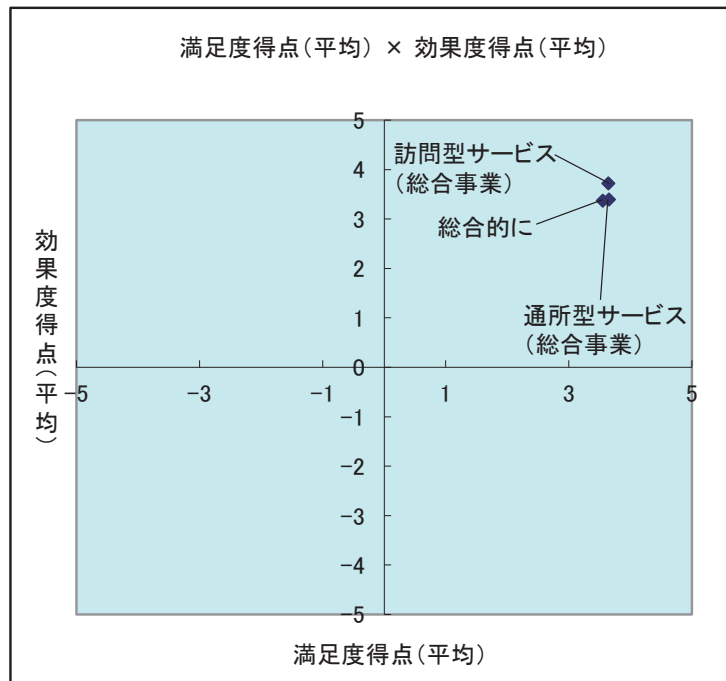 満足度得点(平均) × 効果度得点(平均)
5
訪問型サービス
(総合事業)
4
3
総合的に
2
1
通所型サービス
(総合事業)
0
−5
−3
−1
1
3
5
−1
−2
−3
−4
−5
効果度得点(平均)
満足度得点(平均)